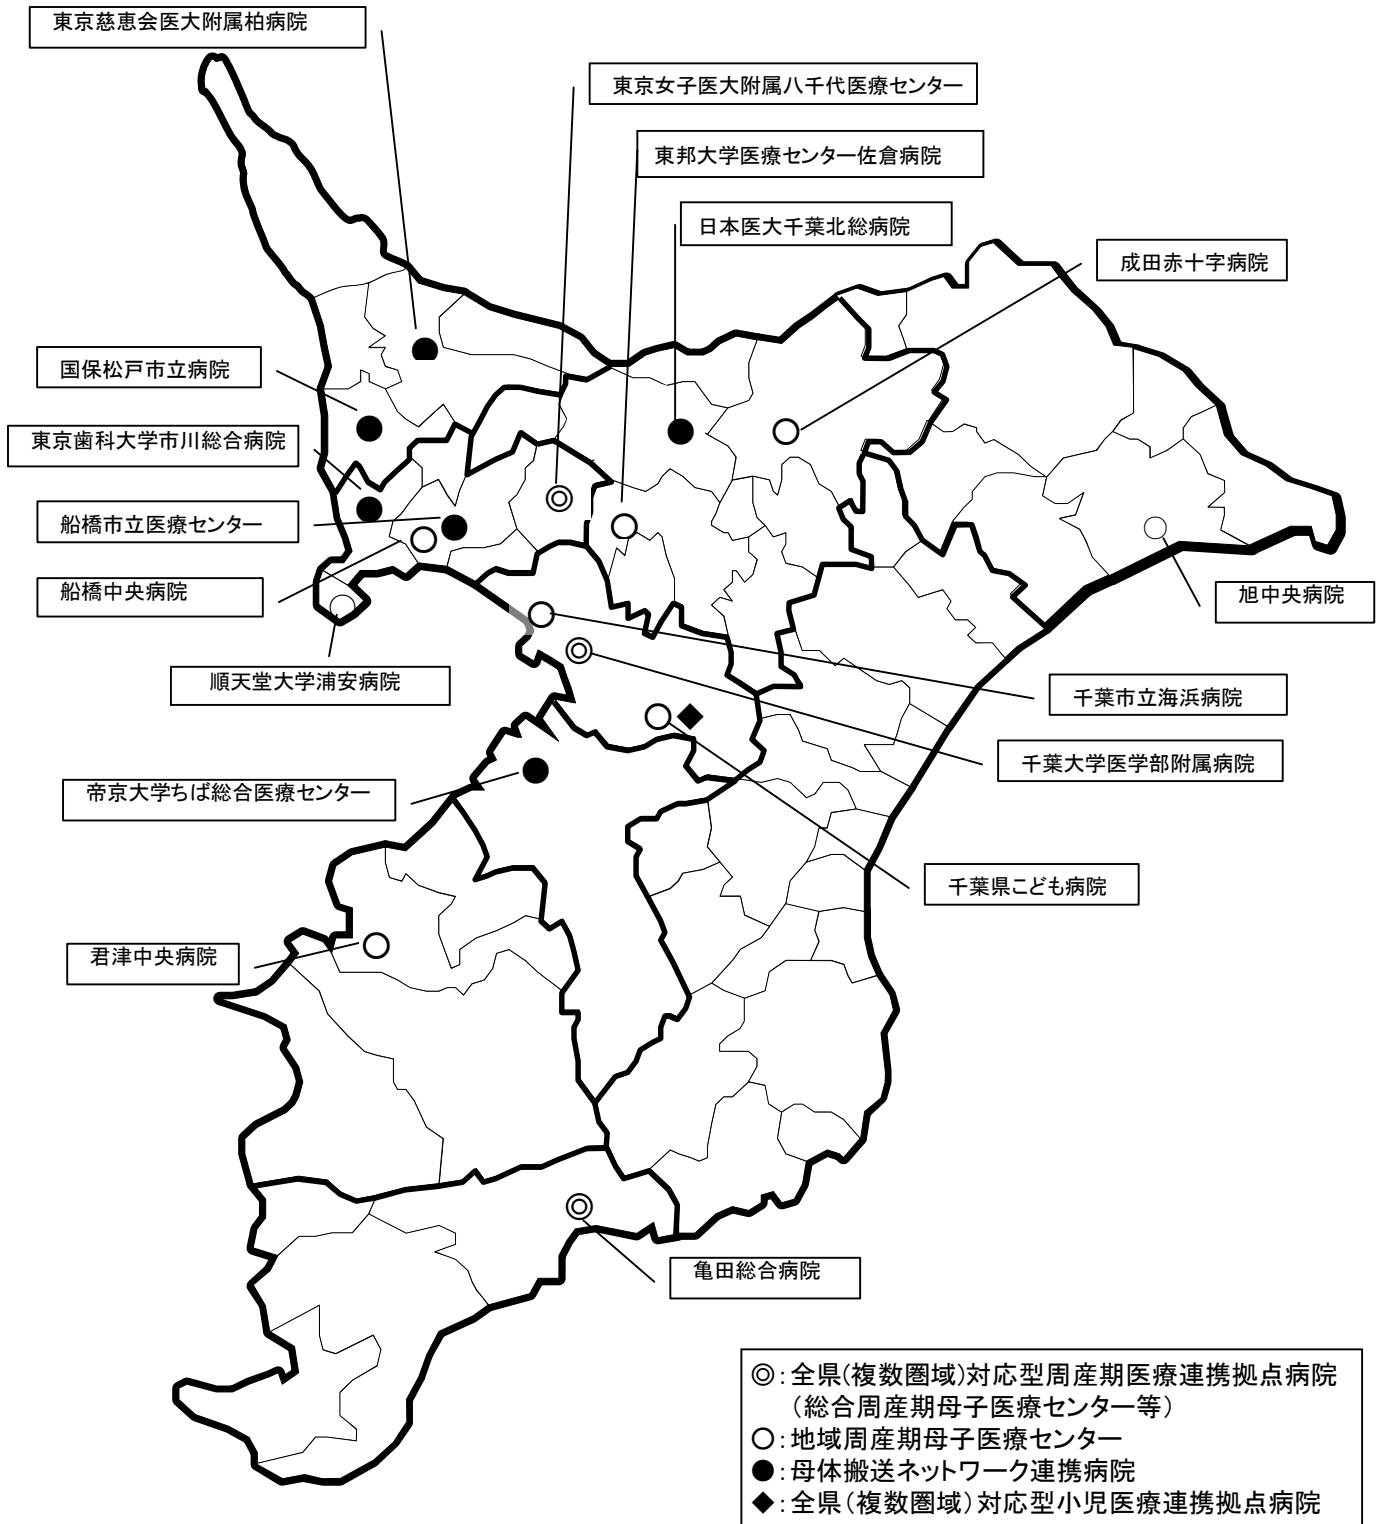 東京慈恵会医大附属柏病院
東京女子医大附属八千代医療センター
東邦大学医療センター佐倉病院
日本医大千葉北総病院
成田赤十字病院
国保松戸市立病院
東京歯科大学市川総合病院
船橋市立医療センター
船橋中央病院
旭中央病院
順天堂大学浦安病院
千葉市立海浜病院
千葉大学医学部附属病院
帝京大学ちば総合医療センター
千葉県こども病院
君津中央病院
亀田総合病院
◎:全県(複数圏域)対応型周産期医療連携拠点病院
(総合周産期母子医療センター等)
○:地域周産期母子医療センター
●:母体搬送ネットワーク連携病院
◆:全県(複数圏域)対応型小児医療連携拠点病院